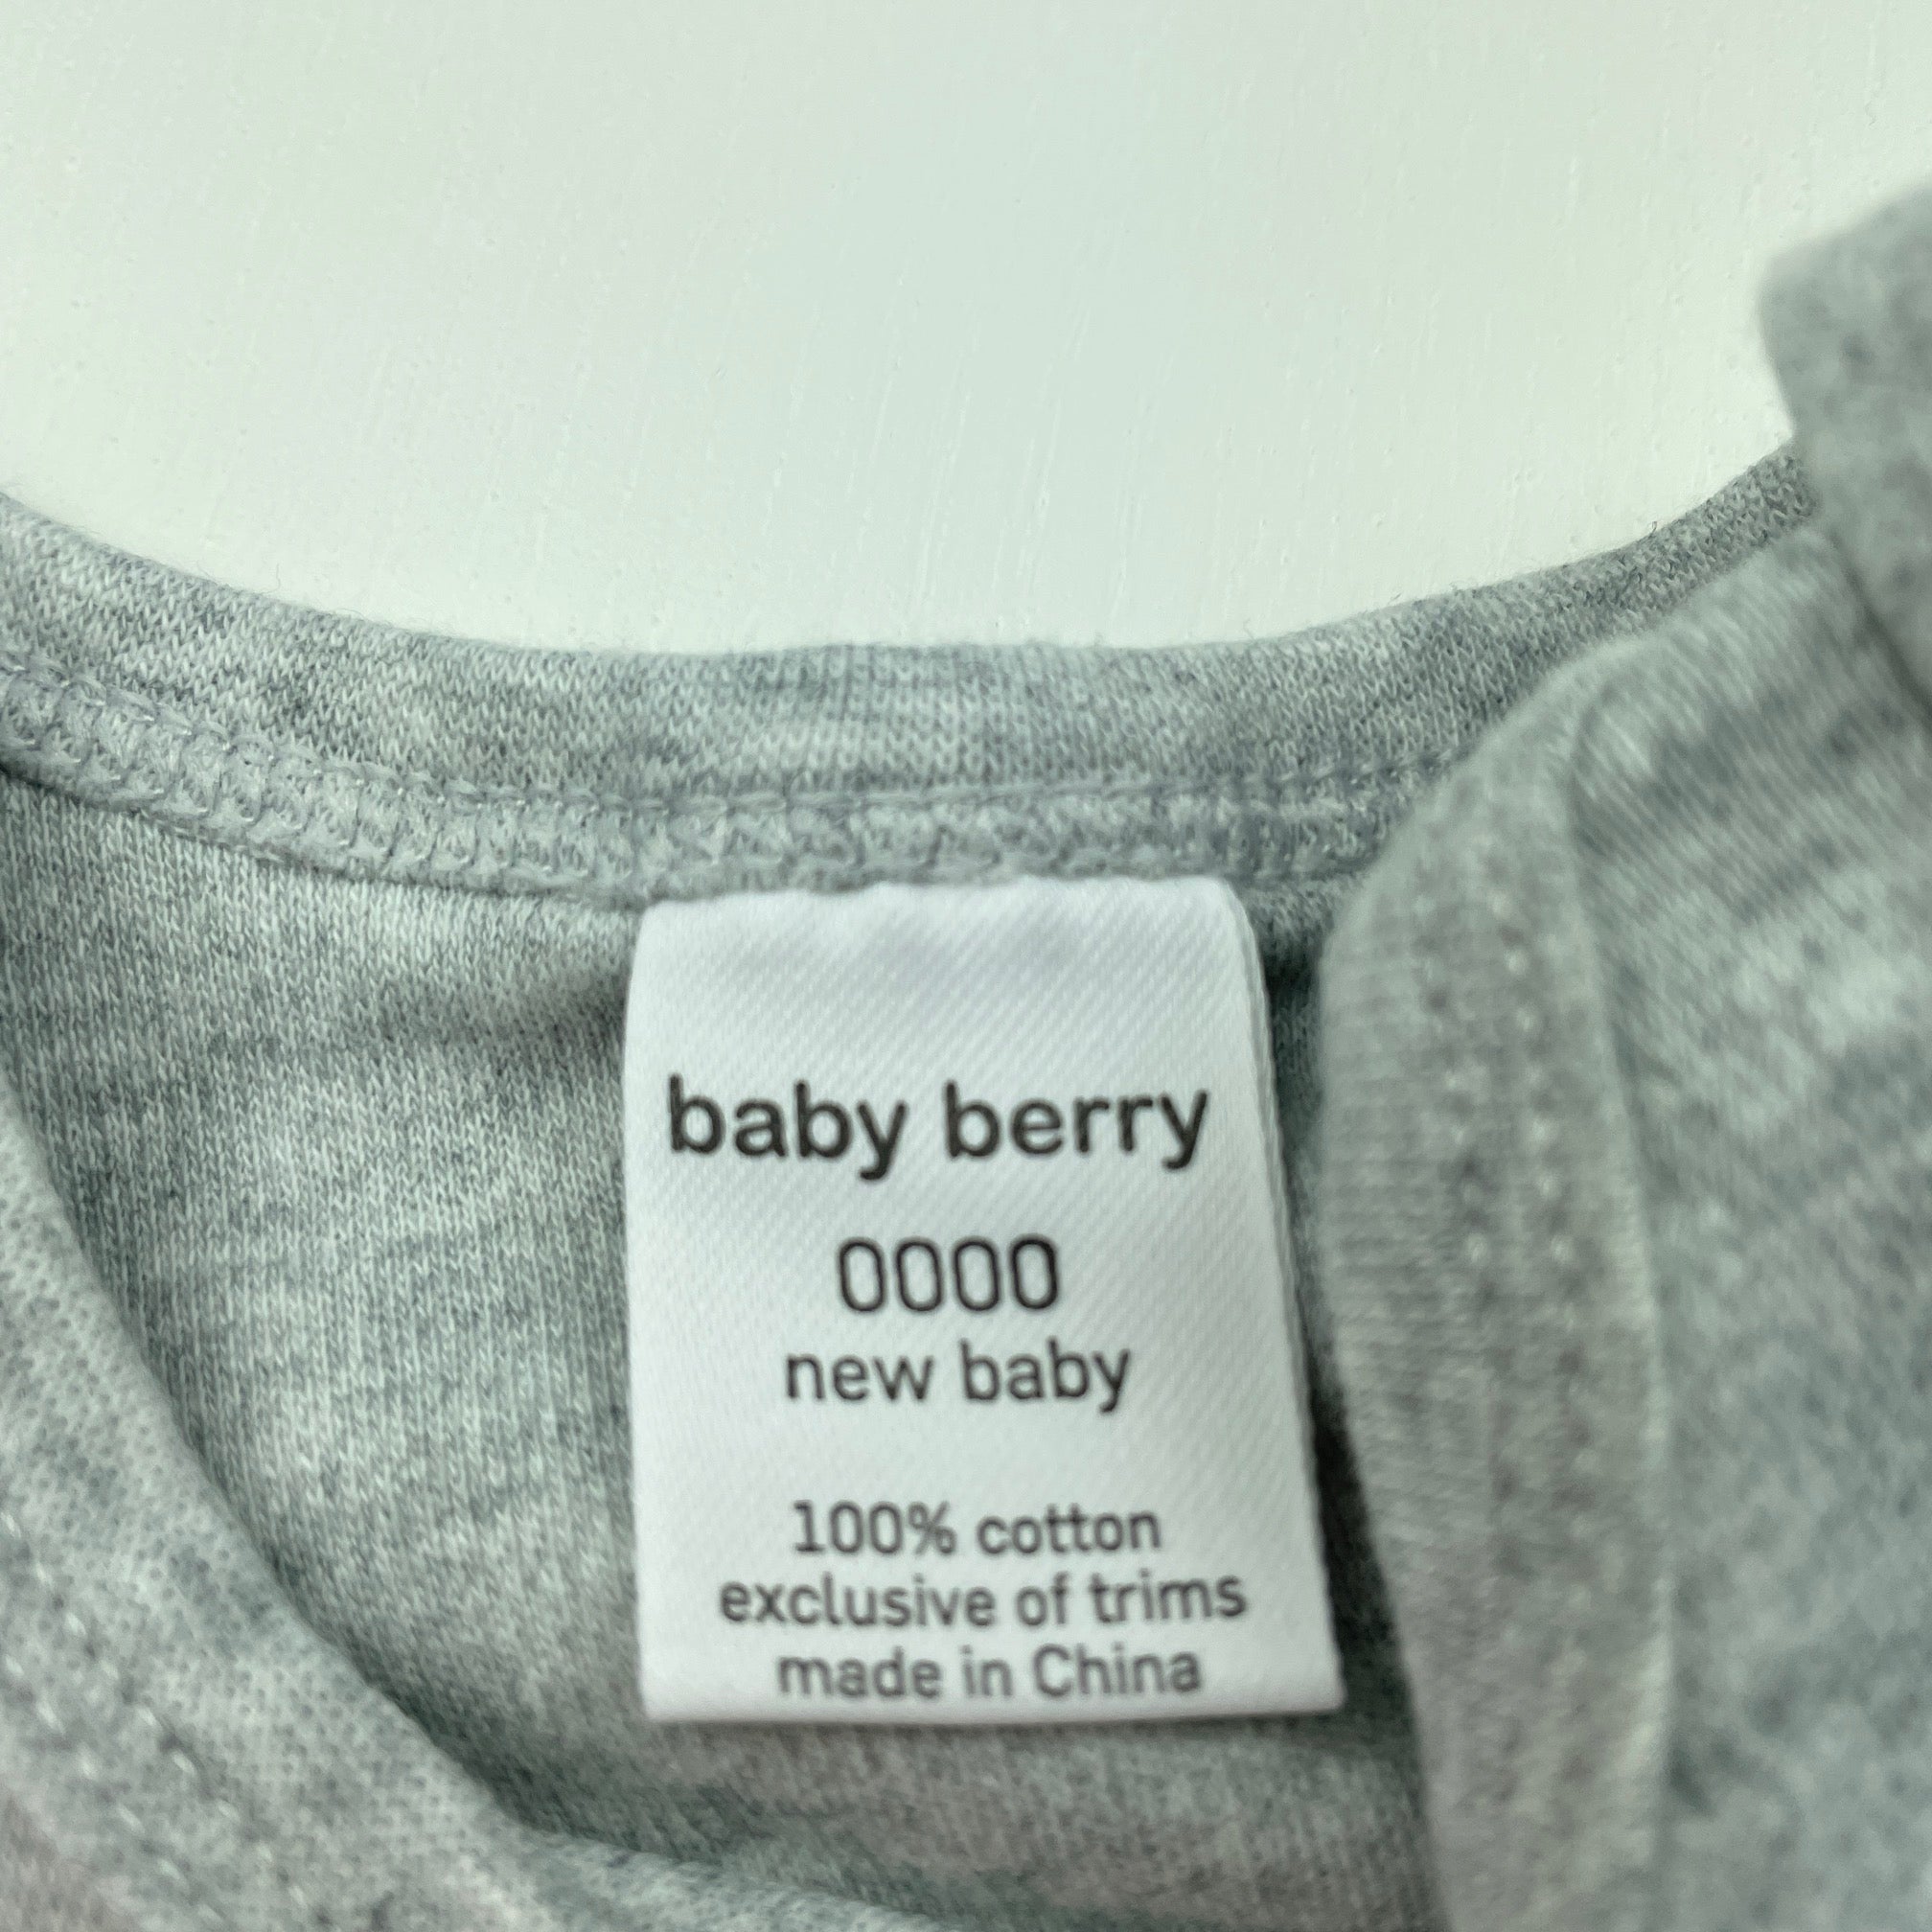 baby berry
0000
new baby
100% cotton
exclusive of trims
made in China